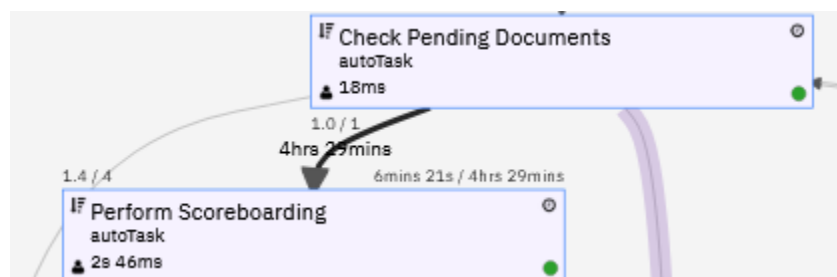 Check Pending Documents
autoTask
18ms
1.0 / 1
4hrs 29mins
1.4 / 4
6mins 21s / 4hrs 29mins
Perform Scoreboarding
autoTask
2s 46ms